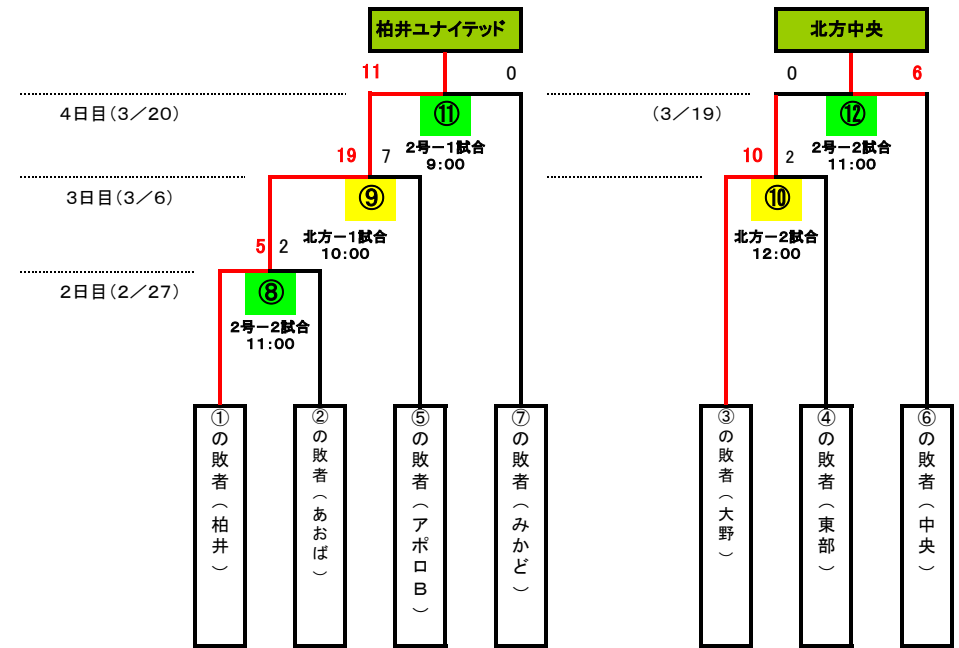 柏井ユナイテッド
北方中央
11
0
0
6
4日目(3/20)
⑪
(3/19)
⑫
2号-1試合
9:00
2号-2試合
11:00
19
7
10
2
3日目(3/6)
⑨
⑩
北方-1試合
10:00
北方-2試合
12:00
5
2
2日目(2/27)
⑧
2号-2試合
11:00
①の敗者(柏井)
②の敗者(あおば)
⑤の敗者(アポロB)
⑦の敗者(みかど)
③の敗者(大野)
④の敗者(東部)
⑥の敗者(中央)